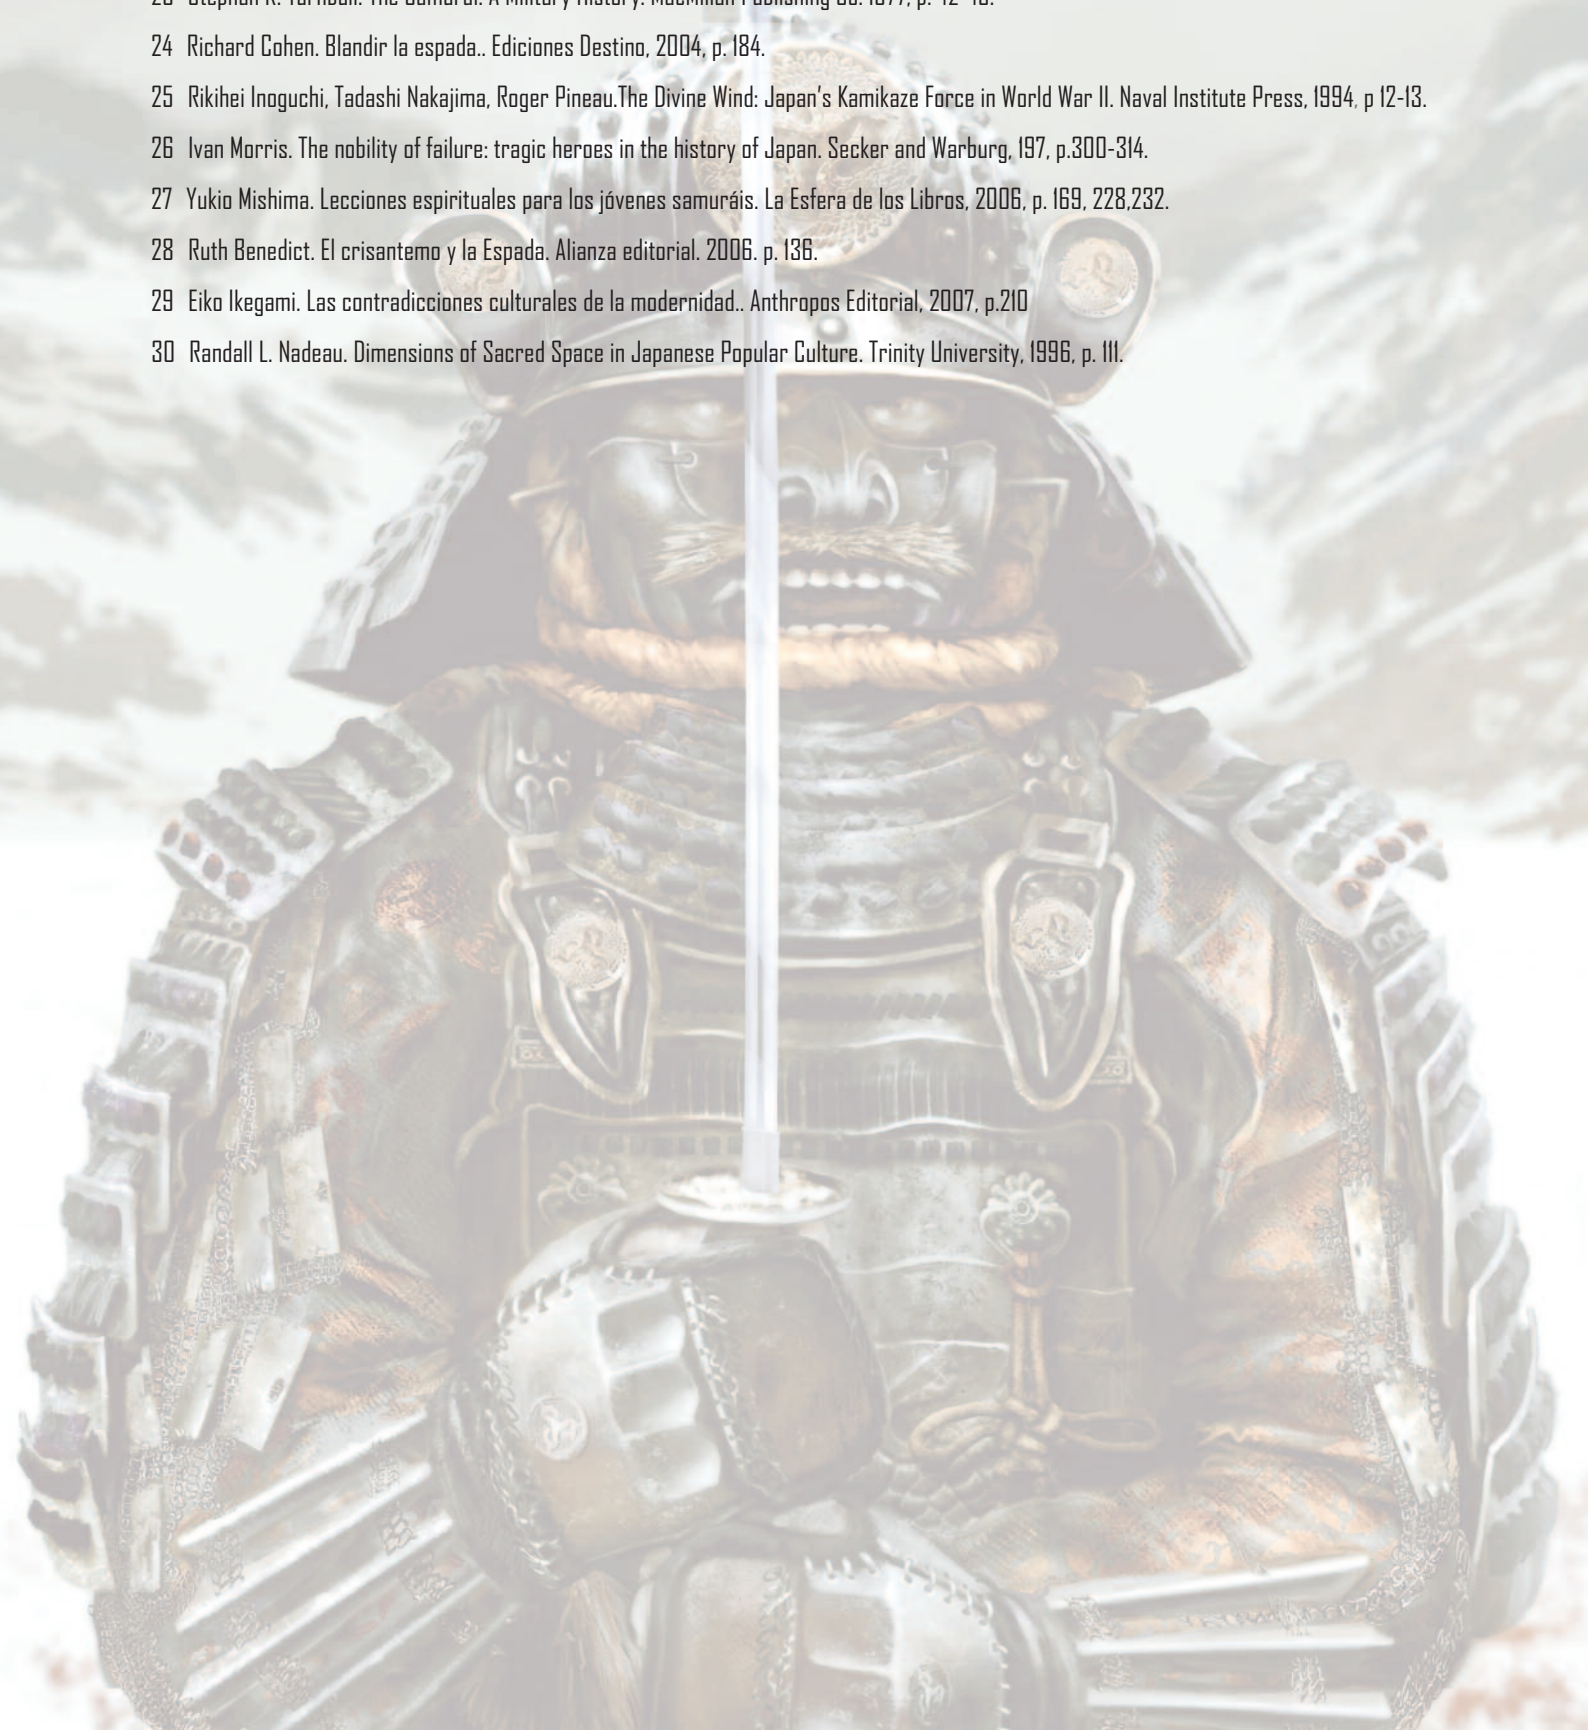 24 Richard Cohen. Blandir la espada.. Ediciones Destino, 2004, p. 184.
25 Rikihei Inoguchi, Tadashi Nakajima, Roger Pineau.The Divine Wind: Japan's Kamikaze Force in World War II. Naval Institute Press, 1994, p 12-13.
26 Ivan Morris. The nobility of failure: tragic heroes in the history of Japan. Secker and Warburg, 197, p.300-314.
27 Yukio Mishima. Lecciones espirituales para los jóvenes samuráis. La Esfera de los Libros, 2006, p. 169, 228,232.
28 Ruth Benedict. El crisantemo y la Espada. Alianza editorial. 2006. p. 136.
29 Eiko Ikegami. Las contradicciones culturales de la modernidad.. Anthropos Editorial, 2007, p.210
30 Randall L. Nadeau. Dimensions of Sacred Space in Japanese Popular Culture. Trinity University, 1996, p. 111.